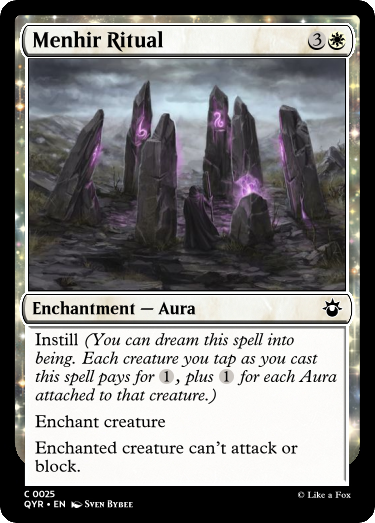 Menhir Ritual 3
Enchantment — Aura
Instill (You can dream this spell into
being. Each creature you tap as you cast
this spell pays for 1, plus 1 for each Aura
attached to that creature.)
Enchant creature
Enchanted creature can't attack or
block.
C 0025
QYR • EN Sven Bybee
© Like a Fox